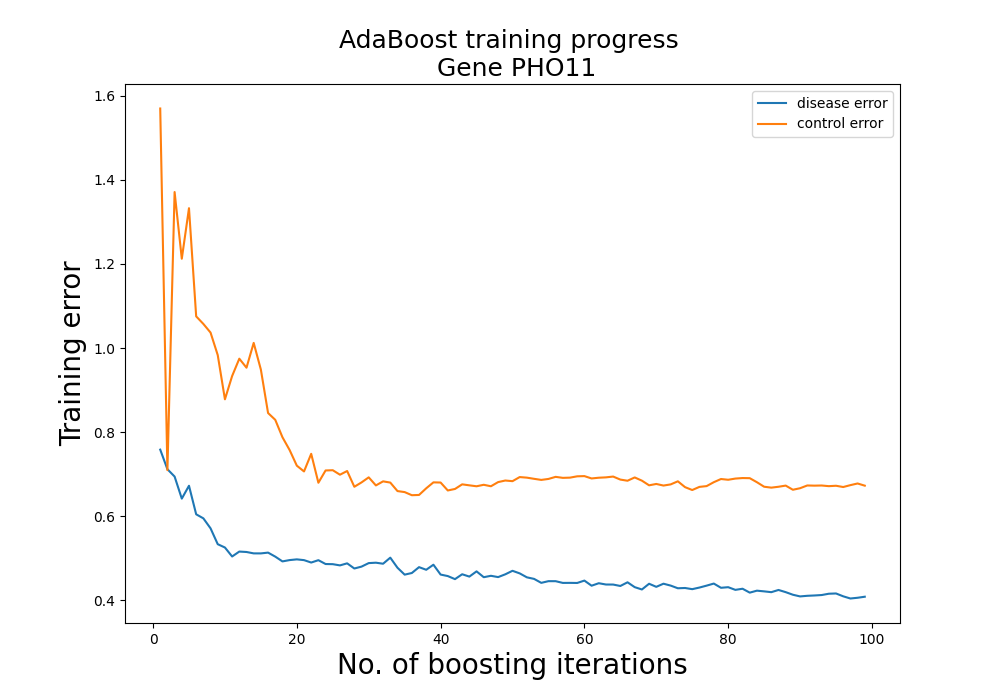 AdaBoost training progress
Gene PHO11
disease error
control error
Training error
1.6
1.4
1.2
1.0
0.8
0.6
0.4
0 20 40 60 80 100
No. of boosting iterations